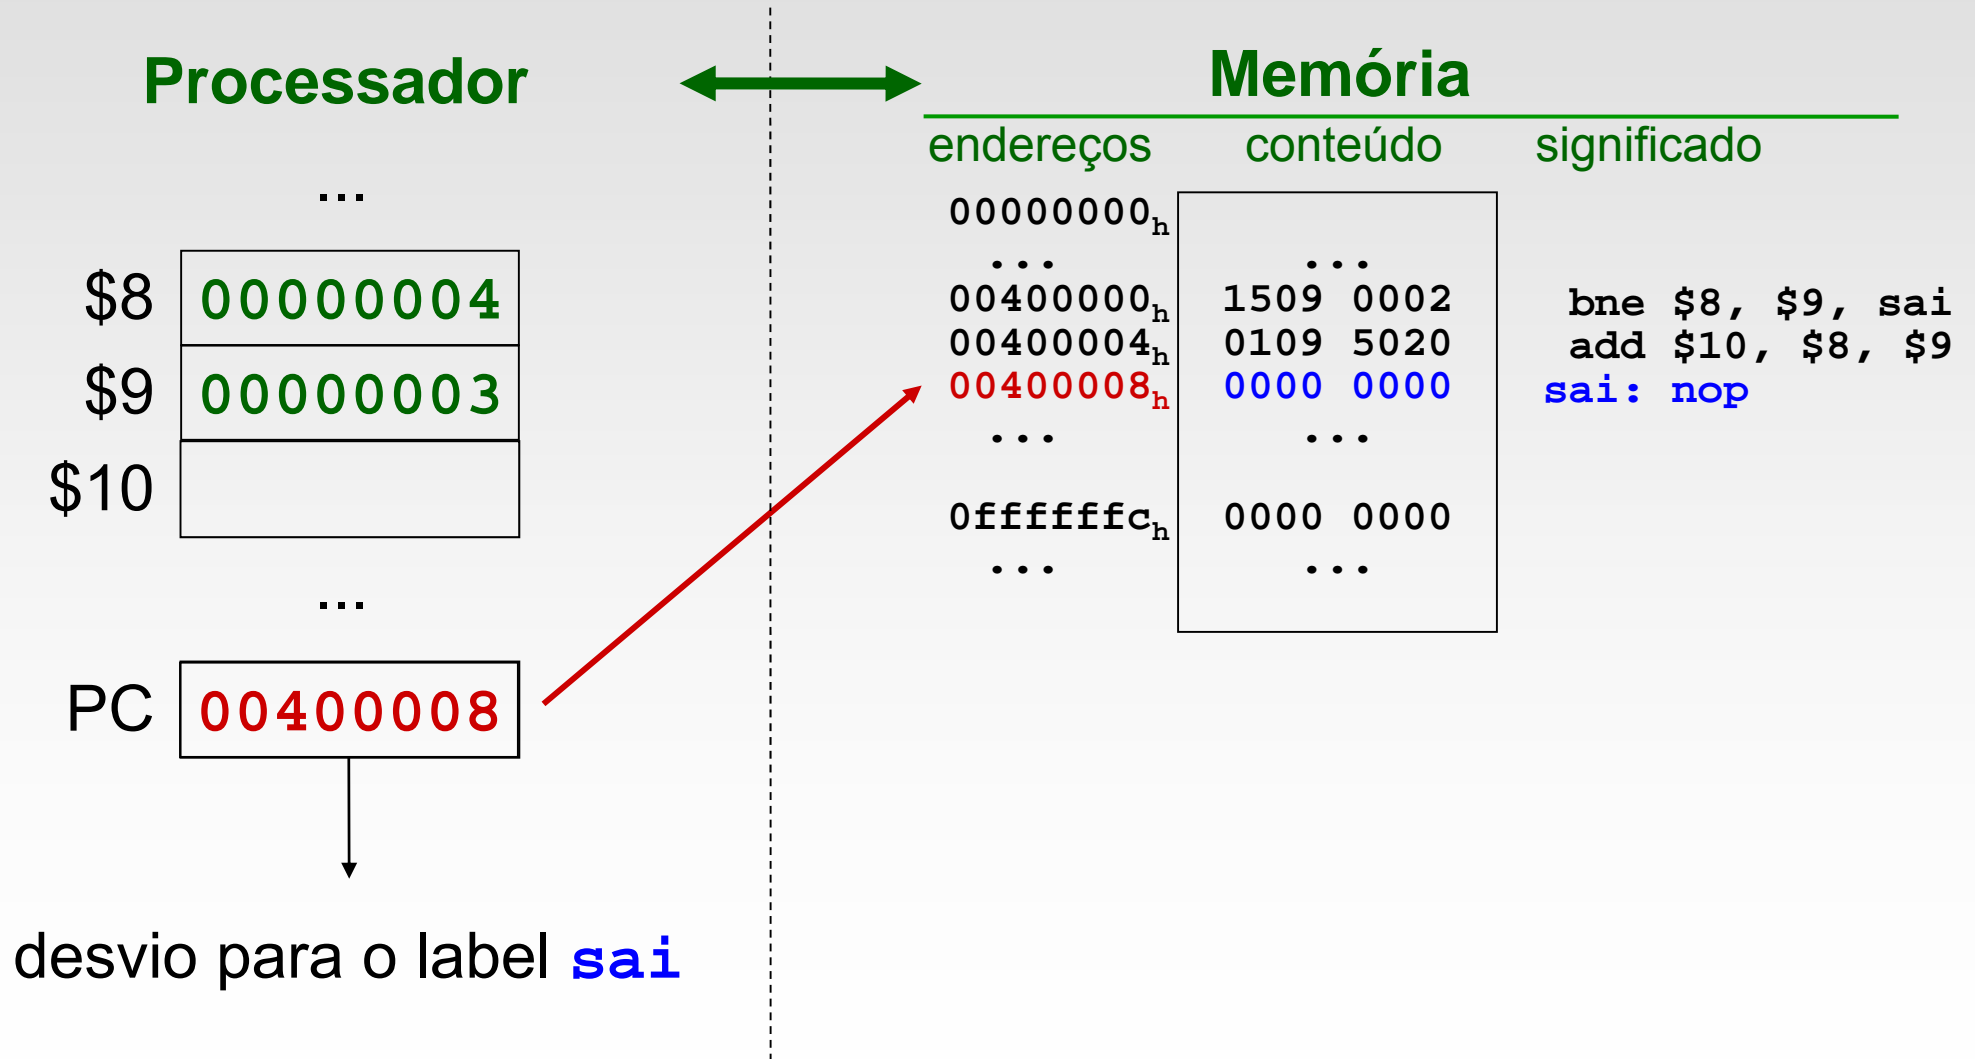 Processador
...
$8 00000004
$9 00000003
$10
...
PC 00400008
desvio para o label sai
Memória
endereços conteúdo significado
00000000h
... ...
00400000h 1509 0002 bne $8, $9, sai
00400004h 0109 5020 add $10, $8, $9
00400008h 0000 0000 sai: nop
... ...
0ffffffch 0000 0000
... ...